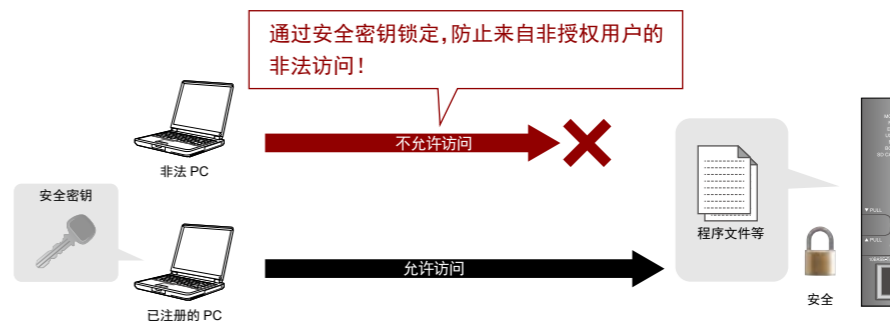 通过安全密钥锁定，防止来自非授权用户的
非法访问！
不允许访问
非法 PC
安全密钥
程序文件等
允许访问
安全
已注册的 PC
▼ PULL
▲ PULL